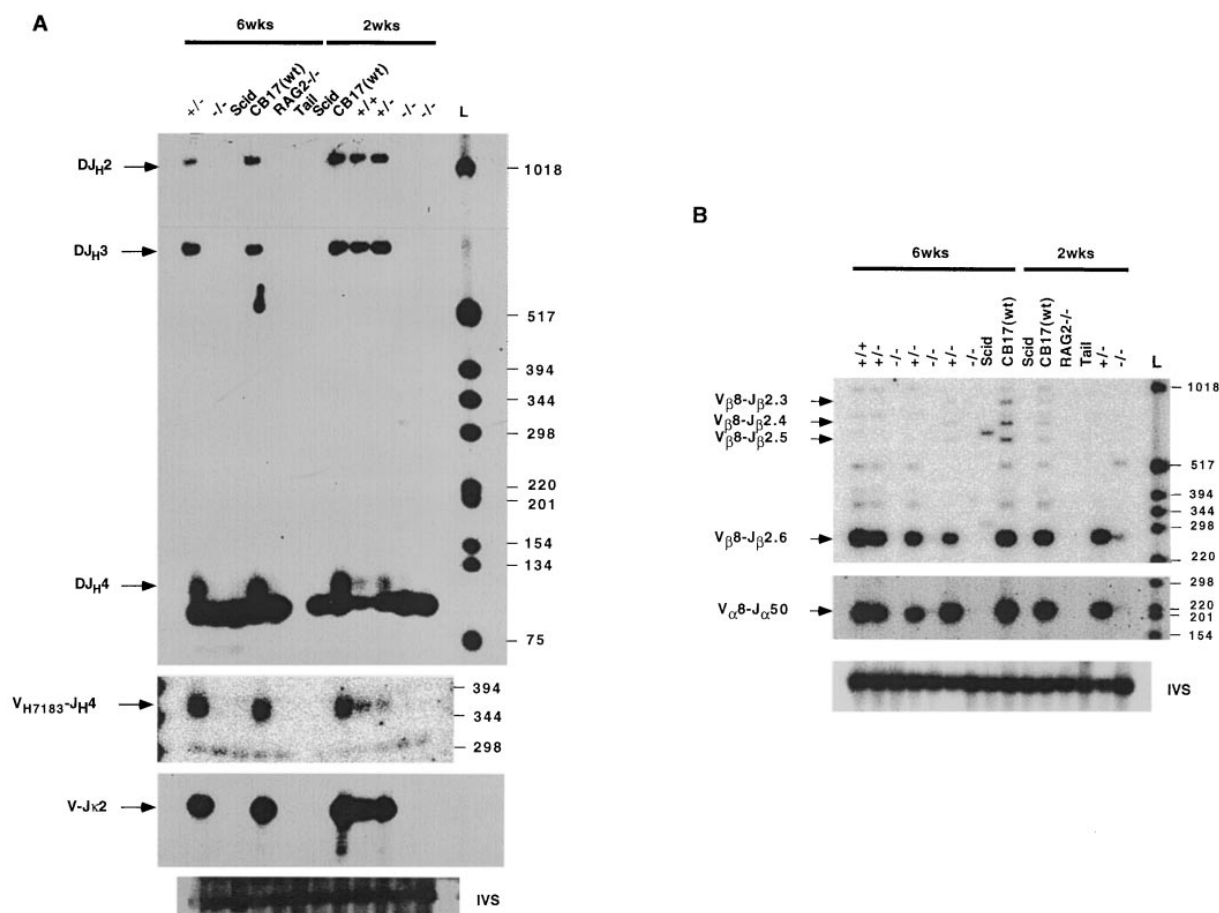 A
6wks
2wks
+/-
-/-
Scid
CB17(wt)
RAG2-/-
Tail
Scid
CB17(wt)
+/+
+/-
-/-
-/-
L
DJH2
DJH3
DJH4
1018
517
394
344
298
220
201
154
134
75
VH7183-JH4
394
344
298
V-Jκ2
IVS
B
6wks
2wks
+/+
+/-
-/-
+/-
-/-
+/-
-/-
Scid
CB17(wt)
Scid
CB17(wt)
RAG2-/-
Tail
+/-
-/-
L
Vβ8-Jβ2.3
Vβ8-Jβ2.4
Vβ8-Jβ2.5
Vβ8-Jβ2.6
1018
517
394
344
298
220
Vα8-Jα50
298
220
201
154
IVS